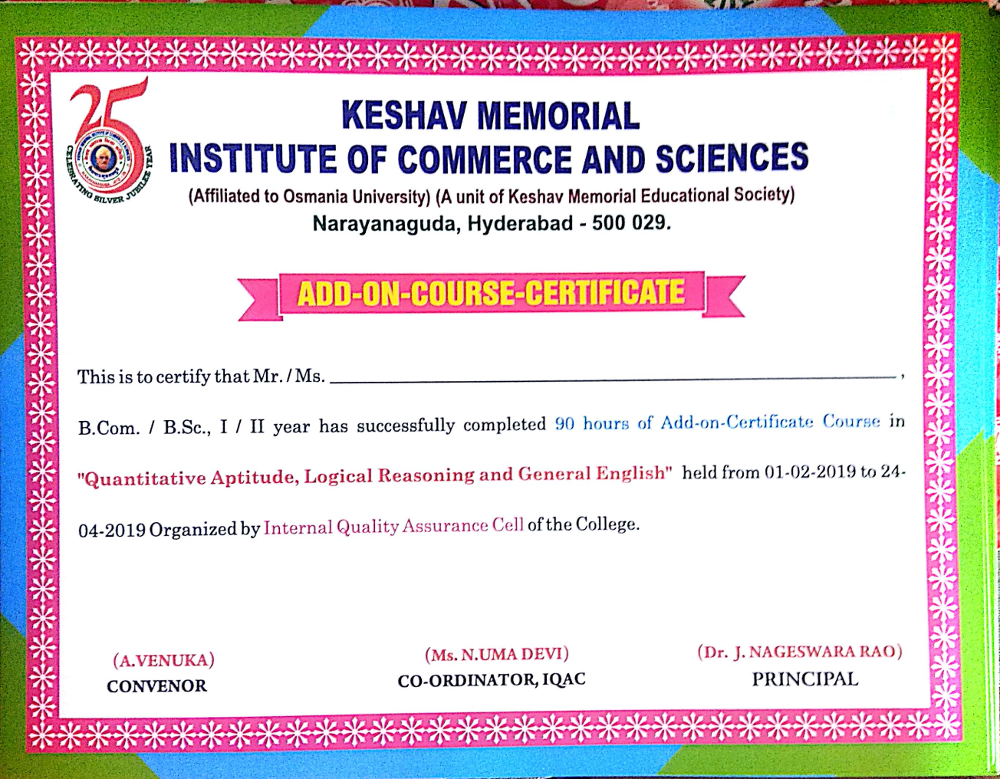 25
CELEBRATING SILVER JUBILEE YEAR
KESHAV MEMORIAL
INSTITUTE OF COMMERCE AND SCIENCES
(Affiliated to Osmania University) (A unit of Keshav Memorial Educational Society)
Narayanaguda, Hyderabad - 500 029.
ADD-ON-COURSE-CERTIFICATE
This is to certify that Mr. / Ms. ,
B.Com. / B.Sc., I / II year has successfully completed 90 hours of Add-on-Certificate Course in
"Quantitative Aptitude, Logical Reasoning and General English" held from 01-02-2019 to 24-
04-2019 Organized by Internal Quality Assurance Cell of the College.
(A.VENUKA)
CONVENOR
(Ms. N.UMA DEVI)
CO-ORDINATOR, IQAC
(Dr. J. NAGESWARA RAO)
PRINCIPAL